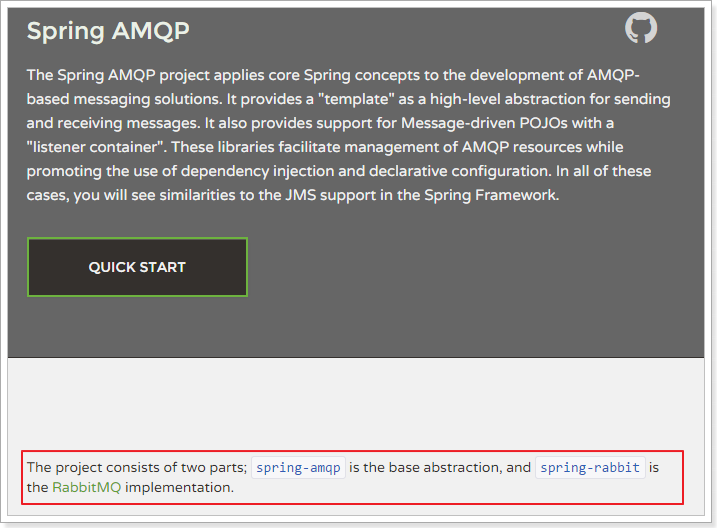 Spring AMQP
The Spring AMQP project applies core Spring concepts to the development of AMQP-
based messaging solutions. It provides a "template" as a high-level abstraction for sending
and receiving messages. It also provides support for Message-driven POJOs with a
"listener container". These libraries facilitate management of AMQP resources while
promoting the use of dependency injection and declarative configuration. In all of these
cases, you will see similarities to the JMS support in the Spring Framework.
QUICK START
The project consists of two parts; spring-amqp is the base abstraction, and spring-rabbit is
the RabbitMQ implementation.